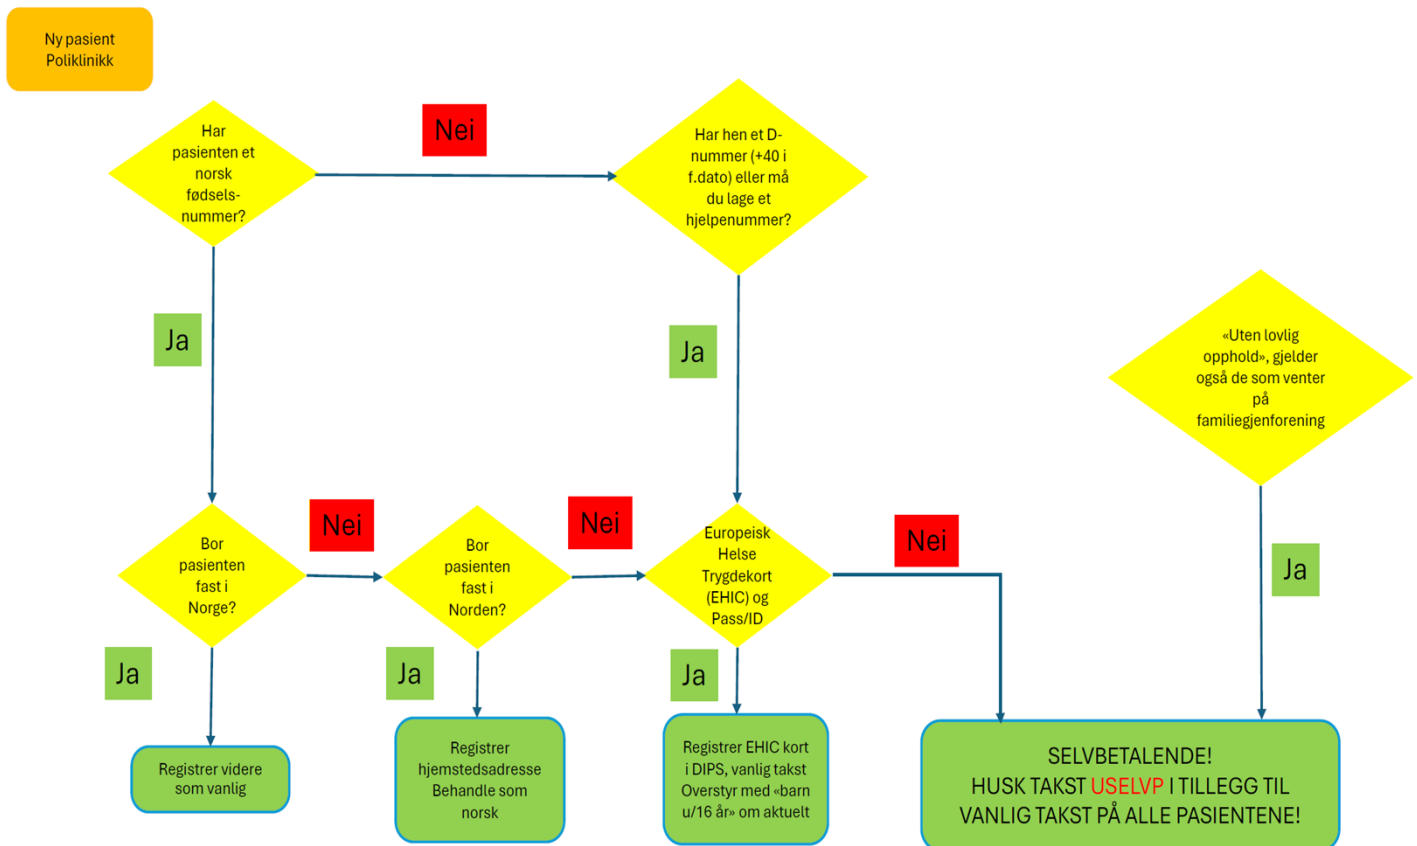 Ny pasient
Poliklinikk
Har
pasienten et
norsk
fødsels-
nummer?
Nei
Har hen et D-
nummer (+40 i
f.dato) eller må
du lage et
hjelpenummer?
Ja
Ja
«Uten lovlig
opphold», gjelder
også de som venter
på
familiegjenforening
Bor
pasienten
fast i
Norge?
Nei
Bor
pasienten
fast i
Norden?
Nei
Europeisk
Helse
Trygdekort
(EHIC) og
Pass/ID
Nei
Ja
Ja
Ja
Ja
Registrer videre
som vanlig
Registrer
hjemstedsadresse
Behandle som
norsk
Registrer EHIC kort
i DIPS, vanlig takst
Overstyr med «barn
u/16 år» om aktuelt
SELVBETALENDE!
HUSK TAKST USELVP I TILLEGG TIL
VANLIG TAKST PÅ ALLE PASIENTENE!